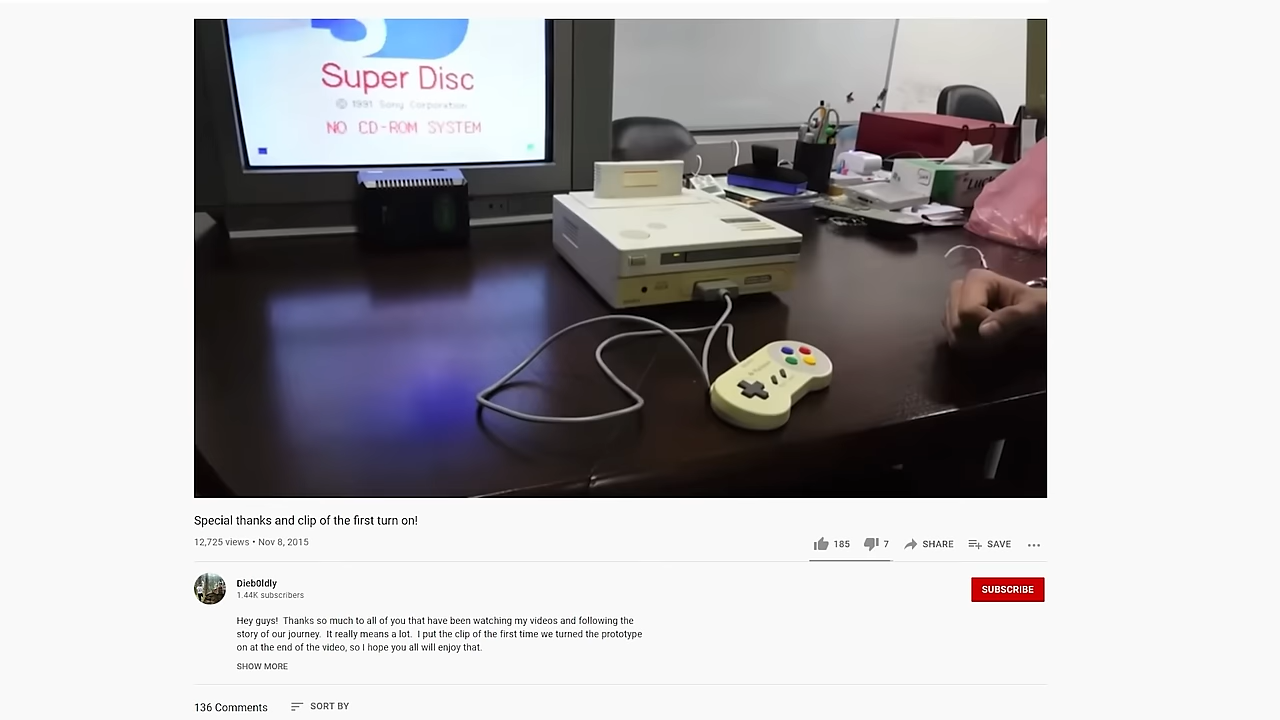 Super Disc
© 1991 Sony Corporation
NO CD-ROM SYSTEM
Special thanks and clip of the first turn on!
12,725 views • Nov 8, 2015
185
7
SHARE
SAVE
Dieb0ldly
1.44K subscribers
SUBSCRIBE
Hey guys! Thanks so much to all of you that have been watching my videos and following the
story of our journey. It really means a lot. I put the clip of the first time we turned the prototype
on at the end of the video, so I hope you all will enjoy that.
SHOW MORE
136 Comments
SORT BY